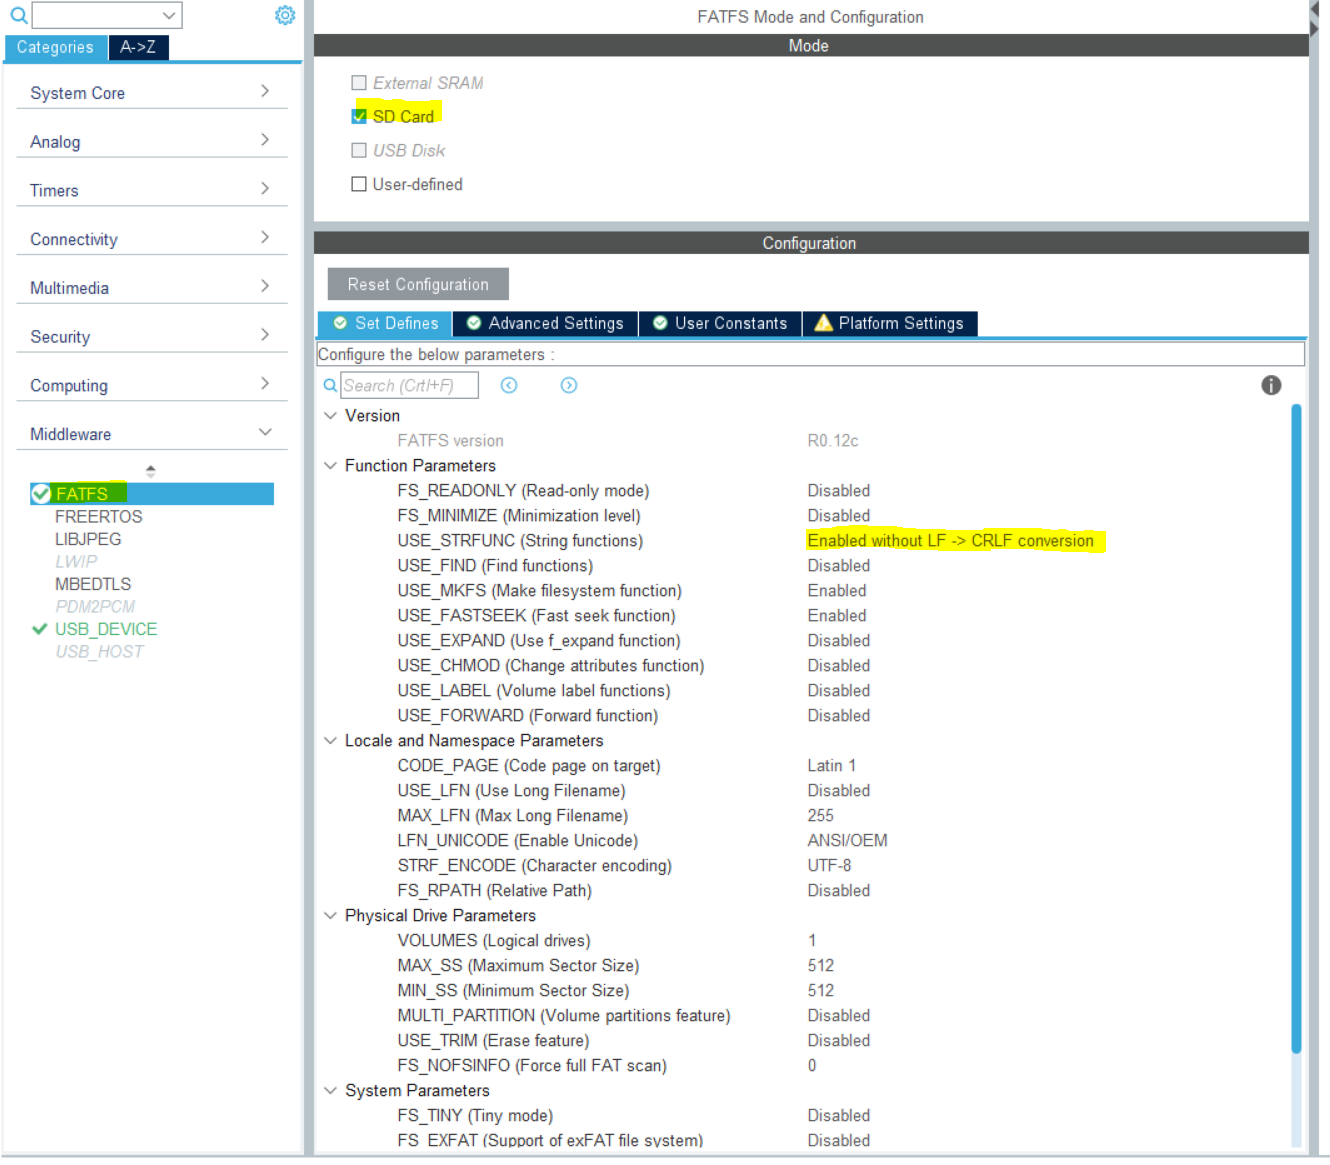 Categories
A->Z
System Core
Analog
Timers
Connectivity
Multimedia
Security
Computing
Middleware
FATFS
FREERTOS
LIBJPEG
LWIP
MBEDTLS
PDM2PCM
USB_DEVICE
USB_HOST
FATFS Mode and Configuration
Mode
External SRAM
SD Card
USB Disk
User-defined
Configuration
Reset Configuration
Set Defines
Advanced Settings
User Constants
Platform Settings
Configure the below parameters :
Search (Crtl+F)
Version
FATFS version R0.12c
Function Parameters
FS_READONLY (Read-only mode) Disabled
FS_MINIMIZE (Minimization level) Disabled
USE_STRFUNC (String functions) Enabled without LF -> CRLF conversion
USE_FIND (Find functions) Disabled
USE_MKFS (Make filesystem function) Enabled
USE_FASTSEEK (Fast seek function) Enabled
USE_EXPAND (Use f_expand function) Disabled
USE_CHMOD (Change attributes function) Disabled
USE_LABEL (Volume label functions) Disabled
USE_FORWARD (Forward function) Disabled
Locale and Namespace Parameters
CODE_PAGE (Code page on target) Latin 1
USE_LFN (Use Long Filename) Disabled
MAX_LFN (Max Long Filename) 255
LFN_UNICODE (Enable Unicode) ANSI/OEM
STRF_ENCODE (Character encoding) UTF-8
FS_RPATH (Relative Path) Disabled
Physical Drive Parameters
VOLUMES (Logical drives) 1
MAX_SS (Maximum Sector Size) 512
MIN_SS (Minimum Sector Size) 512
MULTI_PARTITION (Volume partitions feature) Disabled
USE_TRIM (Erase feature) Disabled
FS_NOFSINFO (Force full FAT scan) 0
System Parameters
FS_TINY (Tiny mode) Disabled
FS_EXFAT (Support of exFAT file system) Disabled